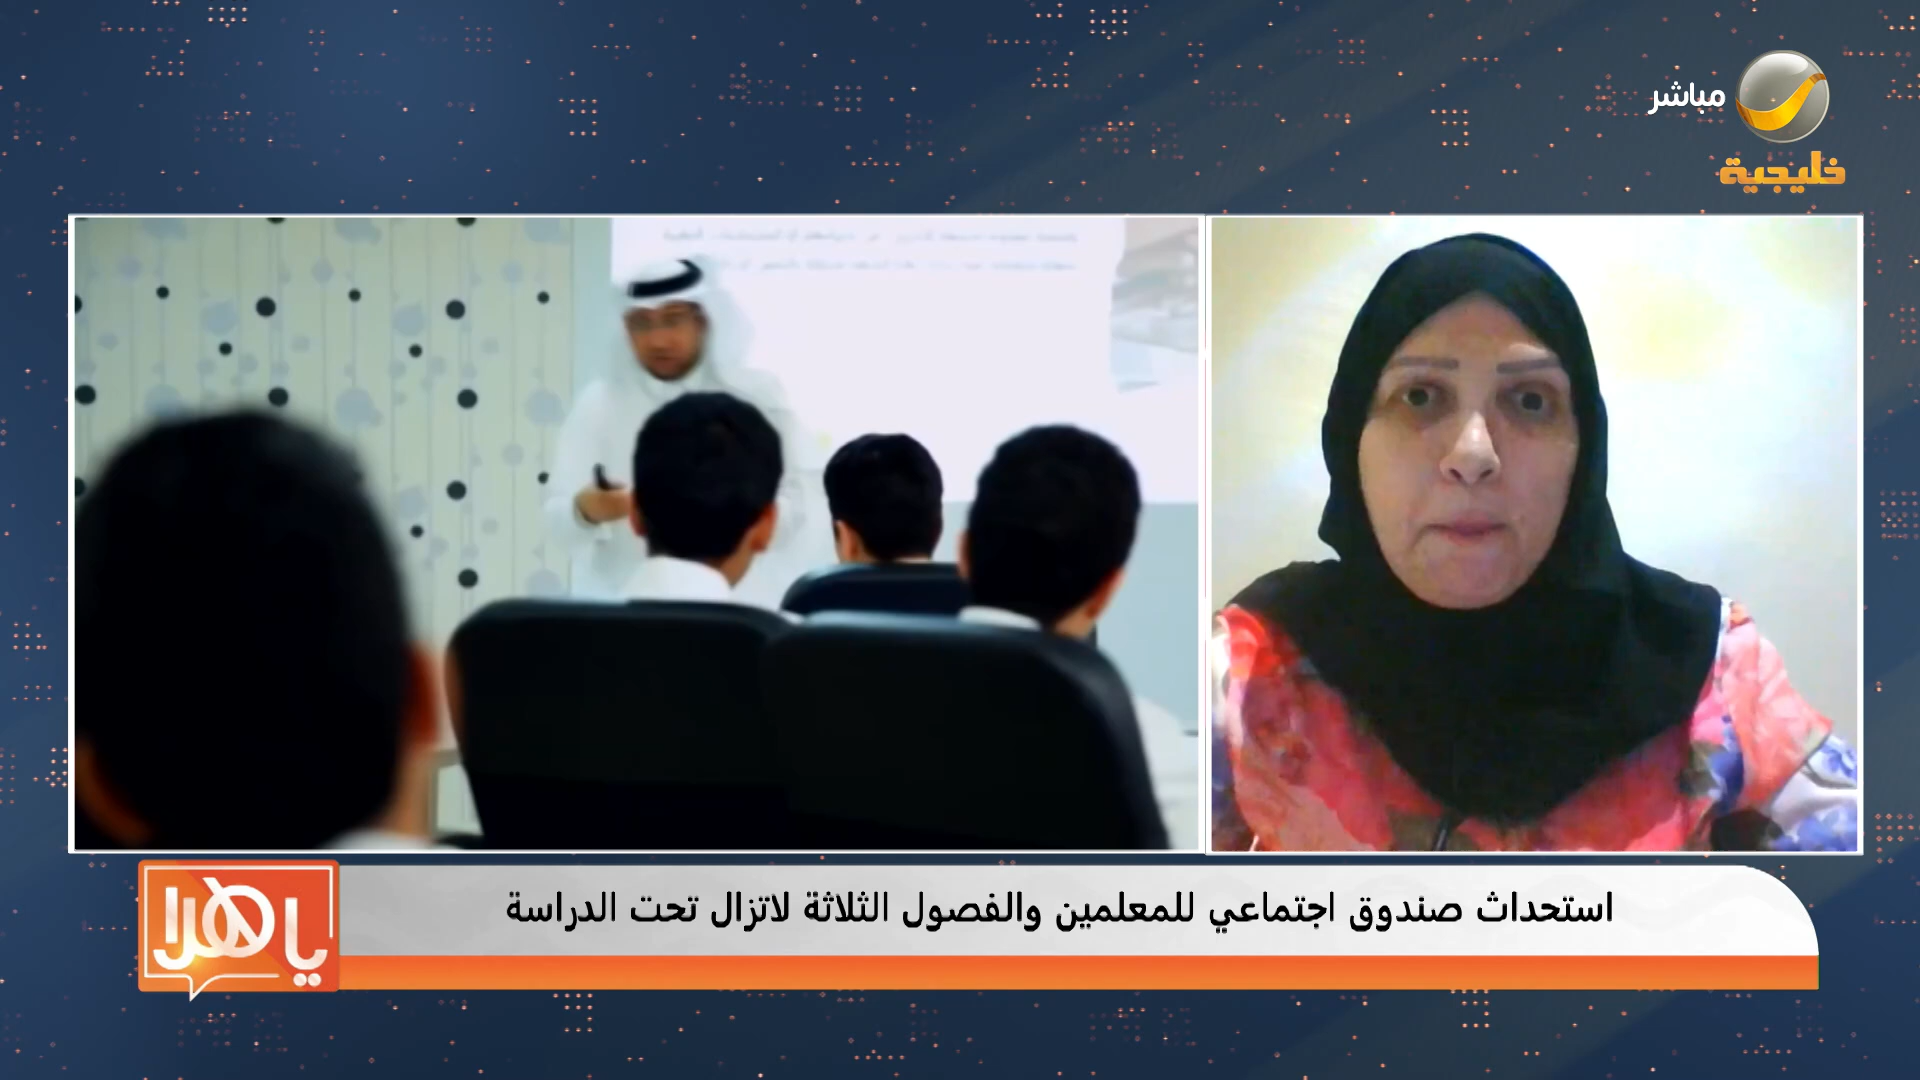 مباشر
خليجية
استحداث صندوق اجتماعي للمعلمين والفصول الثلاثة لاتزال تحت الدراسة
ياهلا